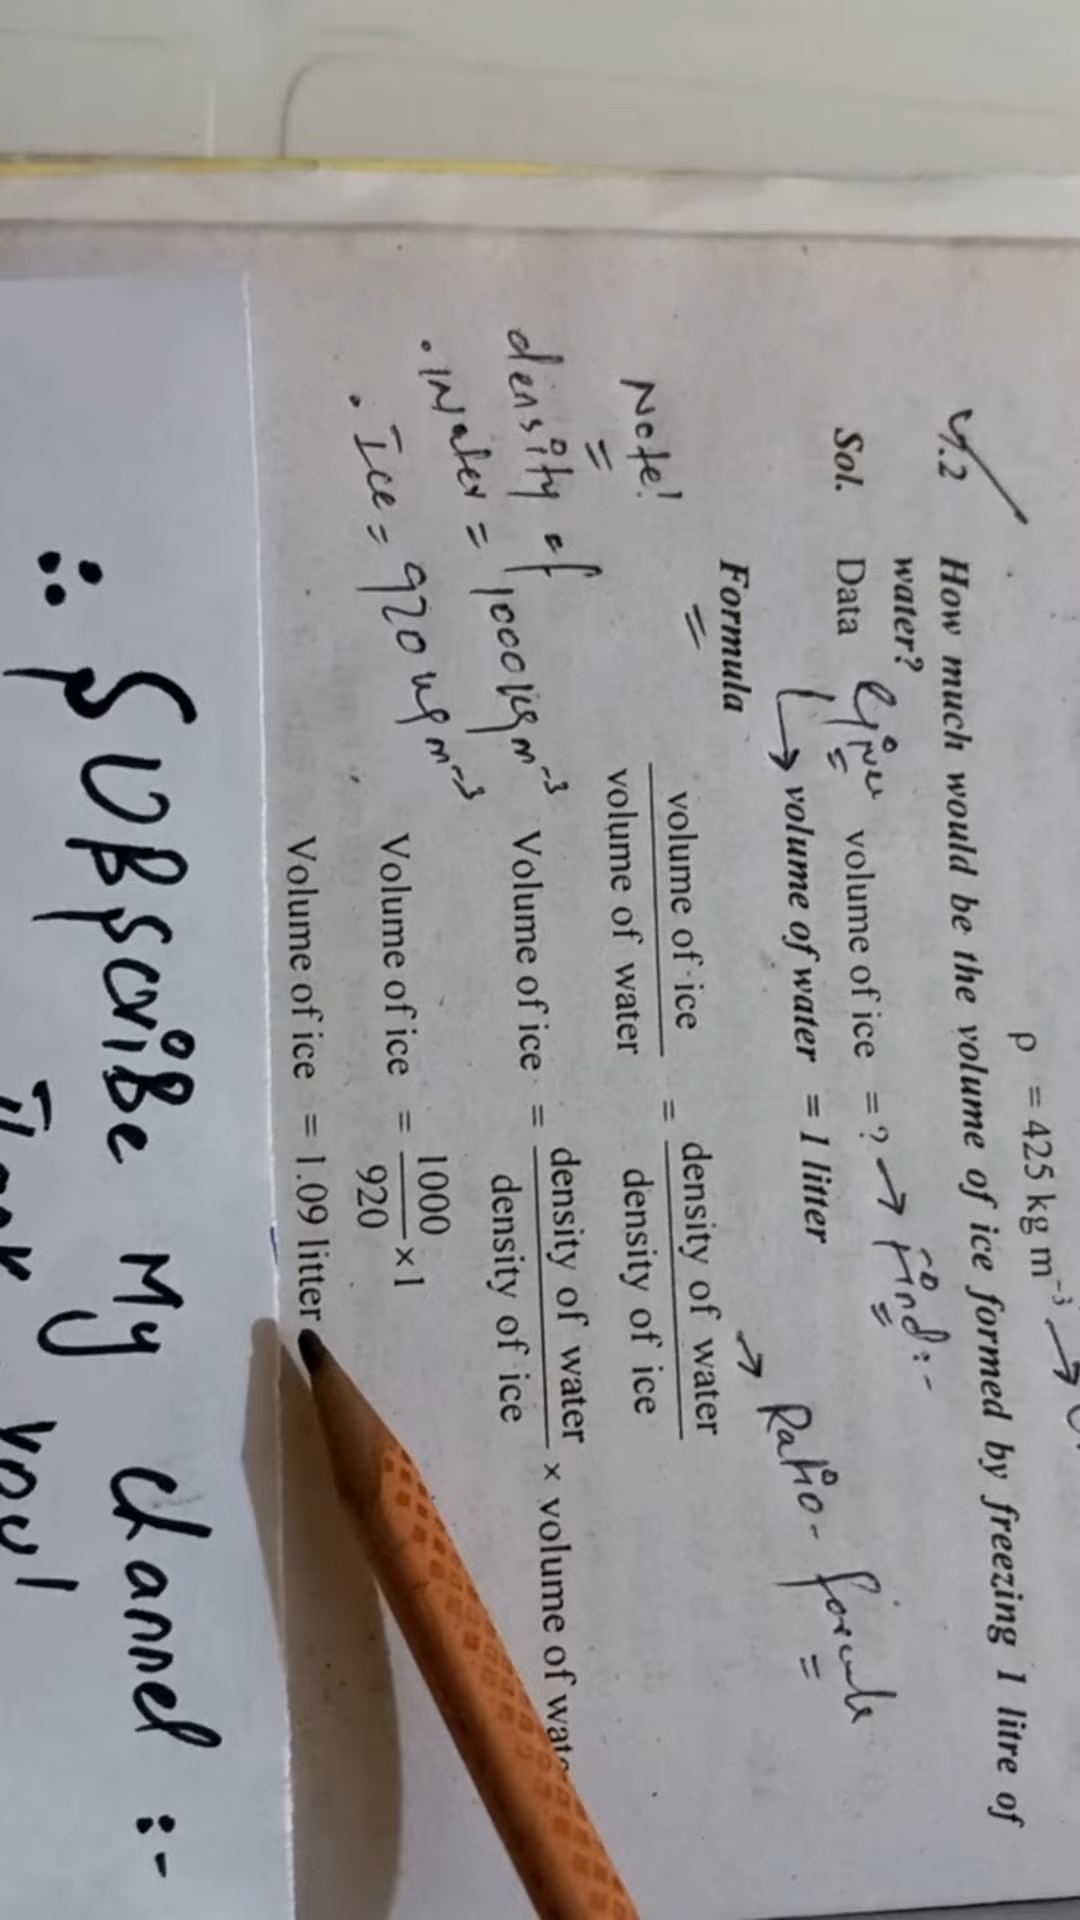 ρ = 425 kg m⁻³ →
7.2 How much would be the volume of ice formed by freezing 1 litre of
water?
Sol. Data Give volume of ice = ? → Find:-
→ volume of water = 1 litter
Formula → Ratio-
Note!
volume of ice / volume of water = density of water / density of ice
density of
Volume of ice = density of water / density of ice × volume of
. Water = 1000 kg m⁻³
Volume of ice = 1000 / 920 × 1
. Ice = 920 kg m⁻³
Volume of ice = 1.09 litter
SUBSCRIBE My channel :-
you!